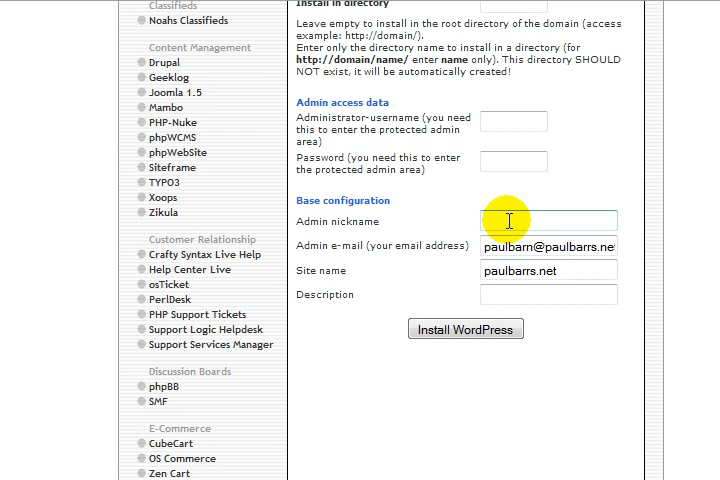 Classifieds
Noahs Classifieds
Content Management
Drupal
Geeklog
Joomla 1.5
Mambo
PHP-Nuke
phpWCMS
phpWebSite
Siteframe
TYPO3
Xoops
Zikula
Customer Relationship
Crafty Syntax Live Help
Help Center Live
osTicket
PerlDesk
PHP Support Tickets
Support Logic Helpdesk
Support Services Manager
Discussion Boards
phpBB
SMF
E-Commerce
CubeCart
OS Commerce
Zen Cart
Install in directory
Leave empty to install in the root directory of the domain (access
example: http://domain/).
Enter only the directory name to install in a directory (for
http://domain/name/ enter name only). This directory SHOULD
NOT exist, it will be automatically created!
Admin access data
Administrator-username (you need
this to enter the protected admin
area)
Password (you need this to enter
the protected admin area)
Base configuration
Admin nickname
Admin e-mail (your email address)
paulbarn@paulbarrs.net
Site name
paulbarrs.net
Description
Install WordPress